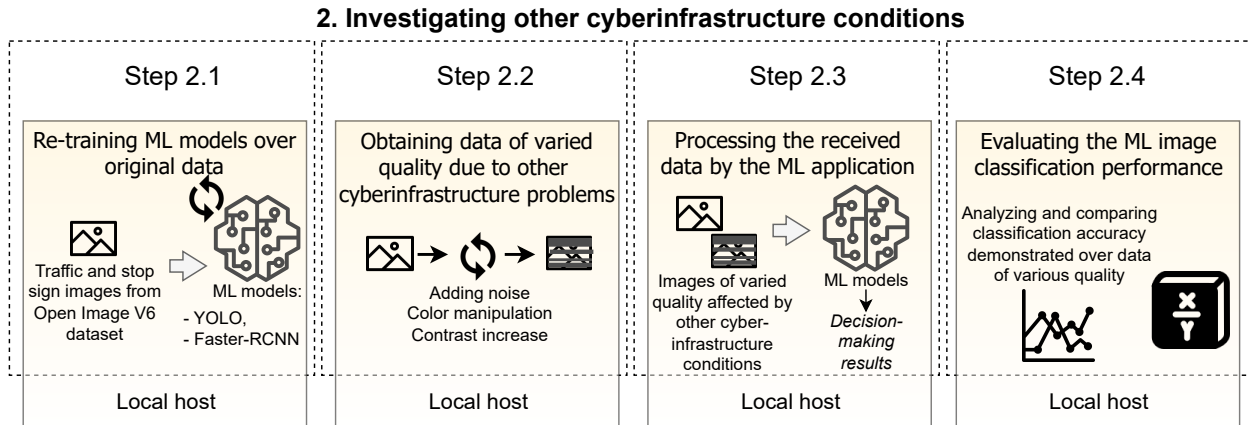 2. Investigating other cyberinfrastructure conditions
Step 2.1
Re-training ML models over
original data
Traffic and stop
sign images from
Open Image V6
dataset
ML models:
- YOLO,
- Faster-RCNN
Local host
Step 2.2
Obtaining data of varied
quality due to other
cyberinfrastructure problems
Adding noise
Color manipulation
Contrast increase
Local host
Step 2.3
Processing the received
data by the ML application
Images of varied
quality affected by
other cyber-
infrastructure
conditions
ML models
Decision-
making
results
Local host
Step 2.4
Evaluating the ML image
classification performance
Analyzing and comparing
classification accuracy
demonstrated over data
of various quality
X
Y
Local host